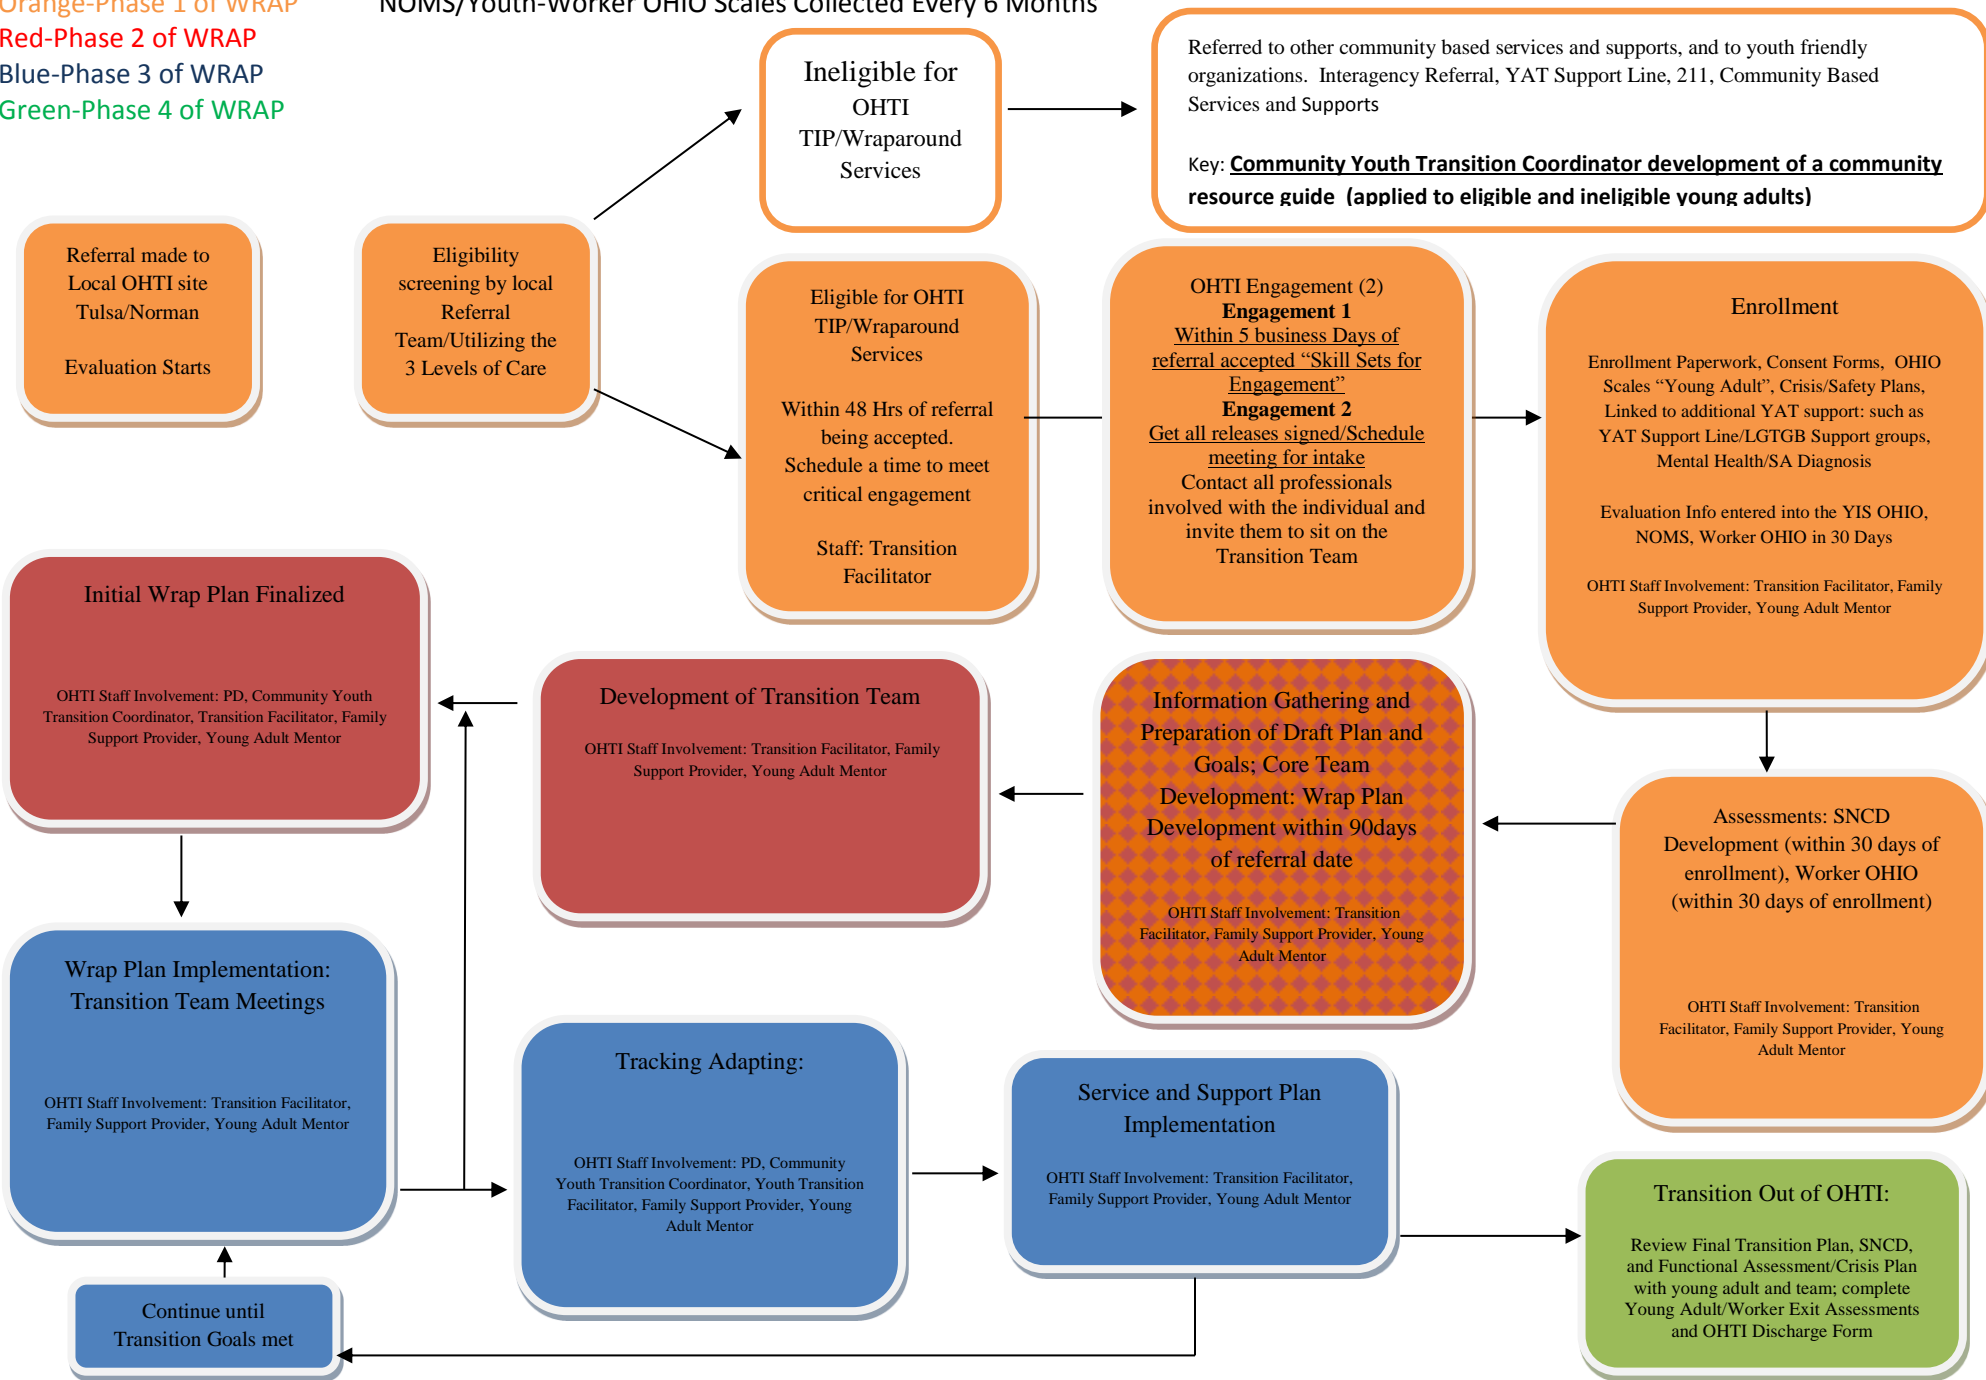 Orange-Phase 1 of WRAP
Red-Phase 2 of WRAP
Blue-Phase 3 of WRAP
Green-Phase 4 of WRAP
NOMS/Youth-Worker OHIO Scales Collected Every 6 Months
Ineligible for
OHTI
TIP/Wraparound
Services
Referred to other community based services and supports, and to youth friendly
organizations. Interagency Referral, YAT Support Line, 211, Community Based
Services and Supports
Key: Community Youth Transition Coordinator development of a community
resource guide (applied to eligible and ineligible young adults)
Referral made to
Local OHTI site
Tulsa/Norman
Evaluation Starts
Eligibility
screening by local
Referral
Team/Utilizing the
3 Levels of Care
Eligible for OHTI
TIP/Wraparound
Services
Within 48 Hrs of referral
being accepted.
Schedule a time to meet
critical engagement
Staff: Transition
Facilitator
OHTI Engagement (2)
Engagement 1
Within 5 business Days of
referral accepted “Skill Sets for
Engagement”
Engagement 2
Get all releases signed/Schedule
meeting for intake
Contact all professionals
involved with the individual and
invite them to sit on the
Transition Team
Enrollment
Enrollment Paperwork, Consent Forms, OHIO
Scales “Young Adult”, Crisis/Safety Plans,
Linked to additional YAT support: such as
YAT Support Line/LGTGB Support groups,
Mental Health/SA Diagnosis
Evaluation Info entered into the YIS OHIO,
NOMS, Worker OHIO in 30 Days
OHTI Staff Involvement: Transition Facilitator, Family
Support Provider, Young Adult Mentor
Initial Wrap Plan Finalized
OHTI Staff Involvement: PD, Community Youth
Transition Coordinator, Transition Facilitator, Family
Support Provider, Young Adult Mentor
Development of Transition Team
OHTI Staff Involvement: Transition Facilitator, Family
Support Provider, Young Adult Mentor
Information Gathering and
Preparation of Draft Plan and
Goals; Core Team
Development: Wrap Plan
Development within 90days
of referral date
OHTI Staff Involvement: Transition
Facilitator, Family Support Provider, Young
Adult Mentor
Assessments: SNCD
Development (within 30 days of
enrollment), Worker OHIO
(within 30 days of enrollment)
OHTI Staff Involvement: Transition
Facilitator, Family Support Provider, Young
Adult Mentor
Wrap Plan Implementation:
Transition Team Meetings
OHTI Staff Involvement: Transition Facilitator,
Family Support Provider, Young Adult Mentor
Tracking Adapting:
OHTI Staff Involvement: PD, Community
Youth Transition Coordinator, Youth Transition
Facilitator, Family Support Provider, Young
Adult Mentor
Service and Support Plan
Implementation
OHTI Staff Involvement: Transition Facilitator,
Family Support Provider, Young Adult Mentor
Transition Out of OHTI:
Review Final Transition Plan, SNCD,
and Functional Assessment/Crisis Plan
with young adult and team; complete
Young Adult/Worker Exit Assessments
and OHTI Discharge Form
Continue until
Transition Goals met